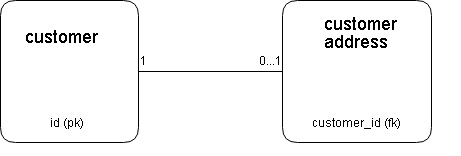 customer
id (pk)
1
0...1
customer
address
customer_id (fk)